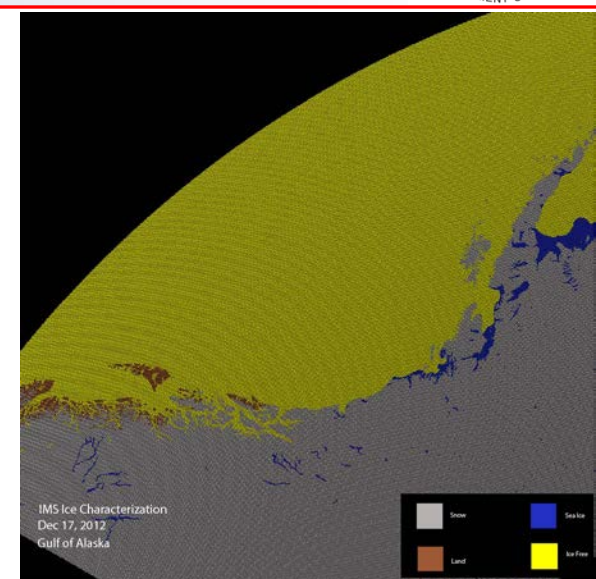 IMS Ice Characterization
Dec 17, 2012
Gulf of Alaska
Snow
Sea Ice
Land
Ice Free